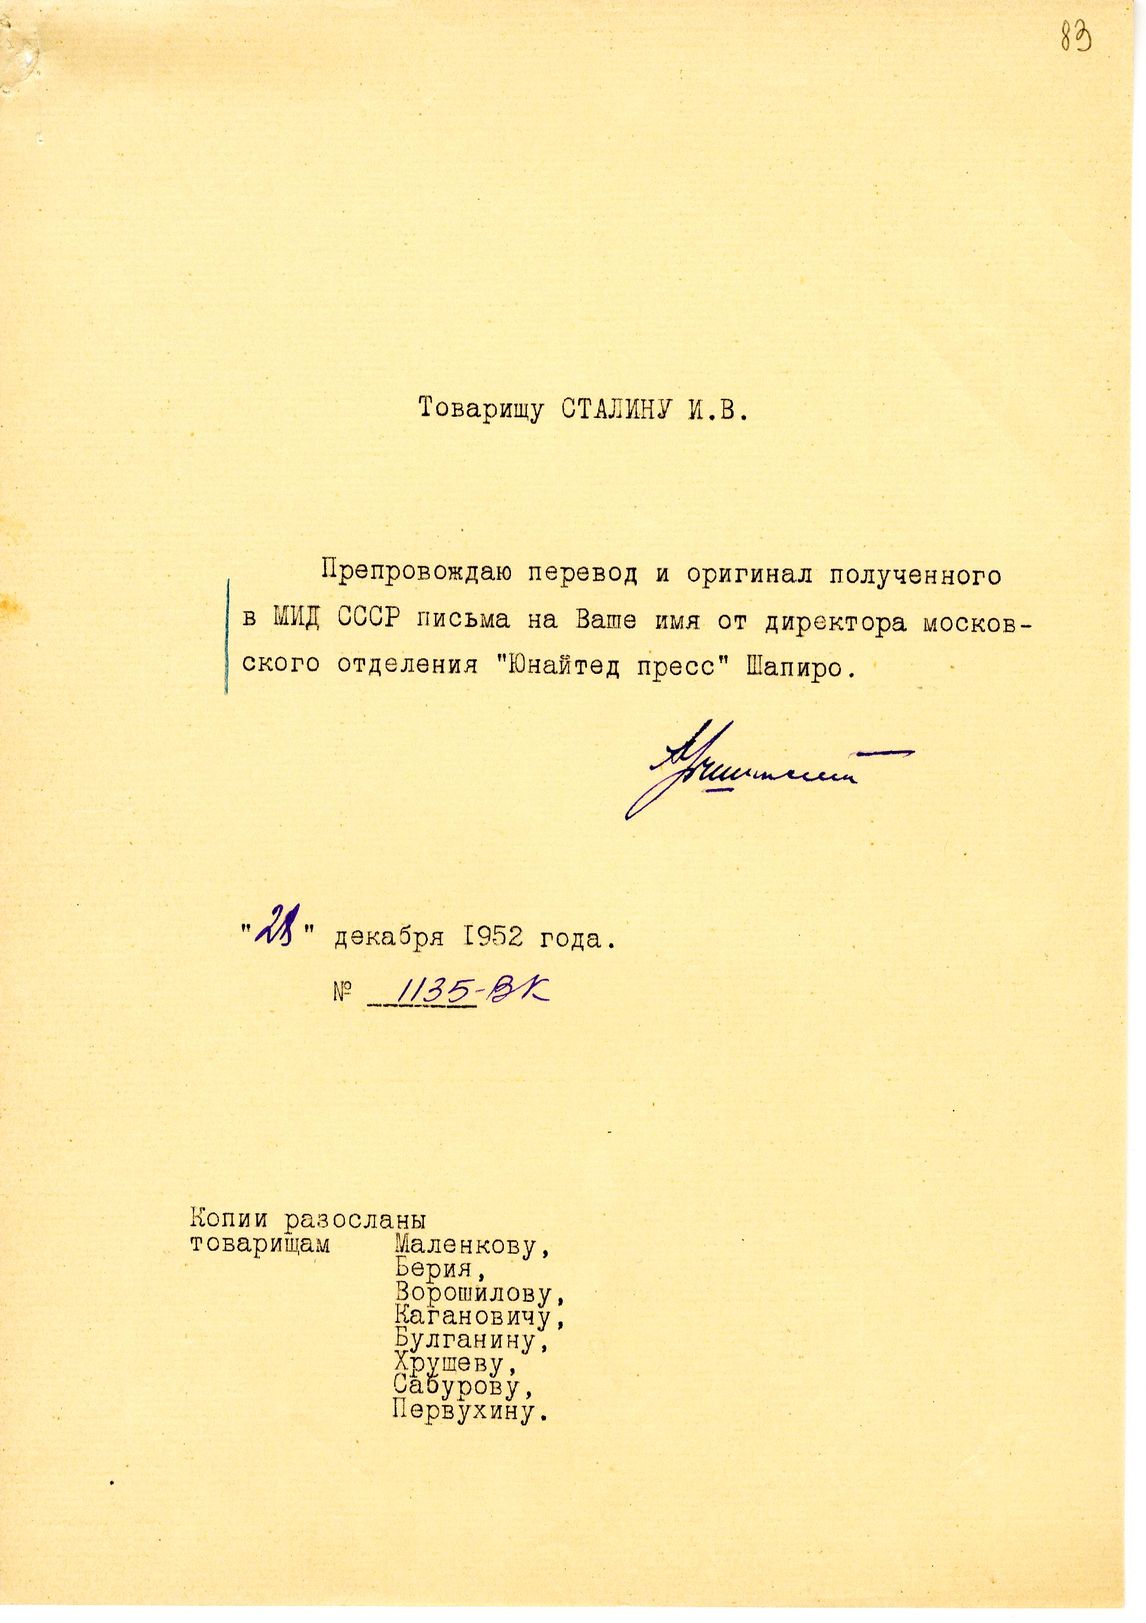 83
Товарищу СТАЛИНУ И.В.
Препровождаю перевод и оригинал полученного
в МИД СССР письма на Ваше имя от директора москов-
ского отделения "Юнайтед пресс" Шапиро.
А.Вышинский
"28" декабря 1952 года.
№ 1135-ВК
Копии разосланы
товарищам Маленкову,
Берия,
Ворошилову,
Кагановичу,
Булганину,
Хрушеву,
Сабурову,
Первухину.